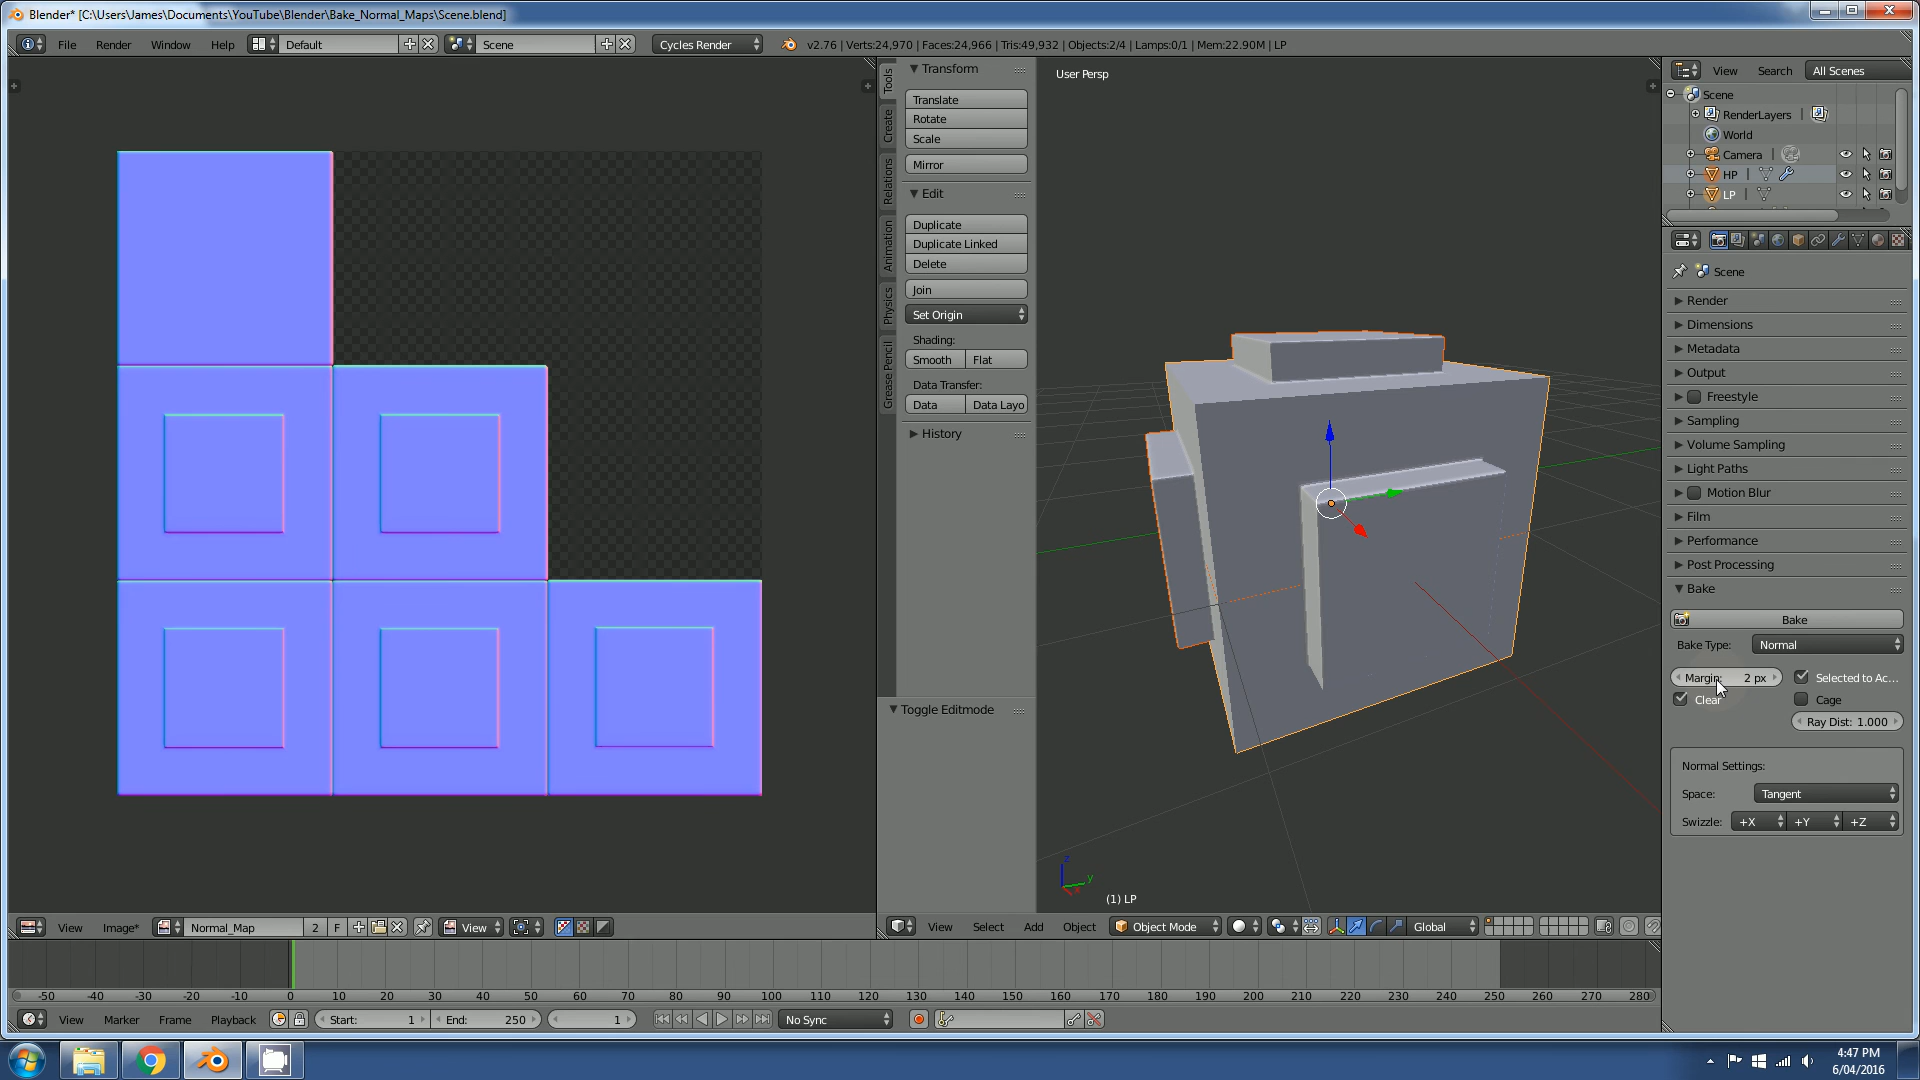 Blender* [C:\Users\James\Documents\YouTube\Blender\Bake_Normal_Maps\Scene.blend]
File Render Window Help Default Scene Cycles Render v2.76 | Verts:24,970 | Faces:24,966 | Tris:49,932 | Objects:2/4 | Lamps:0/1 | Mem:22.90M | LP
Tools
Create
Relations
Animation
Physics
Grease Pencil
Transform
Translate
Rotate
Scale
Mirror
Edit
Duplicate
Duplicate Linked
Delete
Join
Set Origin
Shading:
Smooth Flat
Data Transfer:
Data Data Layo
History
Toggle Editmode
User Persp
z
y
(1) LP
View Search All Scenes
Scene
RenderLayers
World
Camera
HP
LP
Scene
Render
Dimensions
Metadata
Output
Freestyle
Sampling
Volume Sampling
Light Paths
Motion Blur
Film
Performance
Post Processing
Bake
Bake
Bake Type: Normal
Margin: 2 px Selected to Ac...
Clear Cage
Ray Dist: 1.000
Normal Settings:
Space: Tangent
Swizzle: +X +Y +Z
View Image* Normal_Map 2 F View
View Select Add Object Object Mode Global
-50 -40 -30 -20 -10 0 10 20 30 40 50 60 70 80 90 100 110 120 130 140 150 160 170 180 190 200 210 220 230 240 250 260 270 280
View Marker Frame Playback Start: 1 End: 250 1 No Sync
4:47 PM
6/04/2016